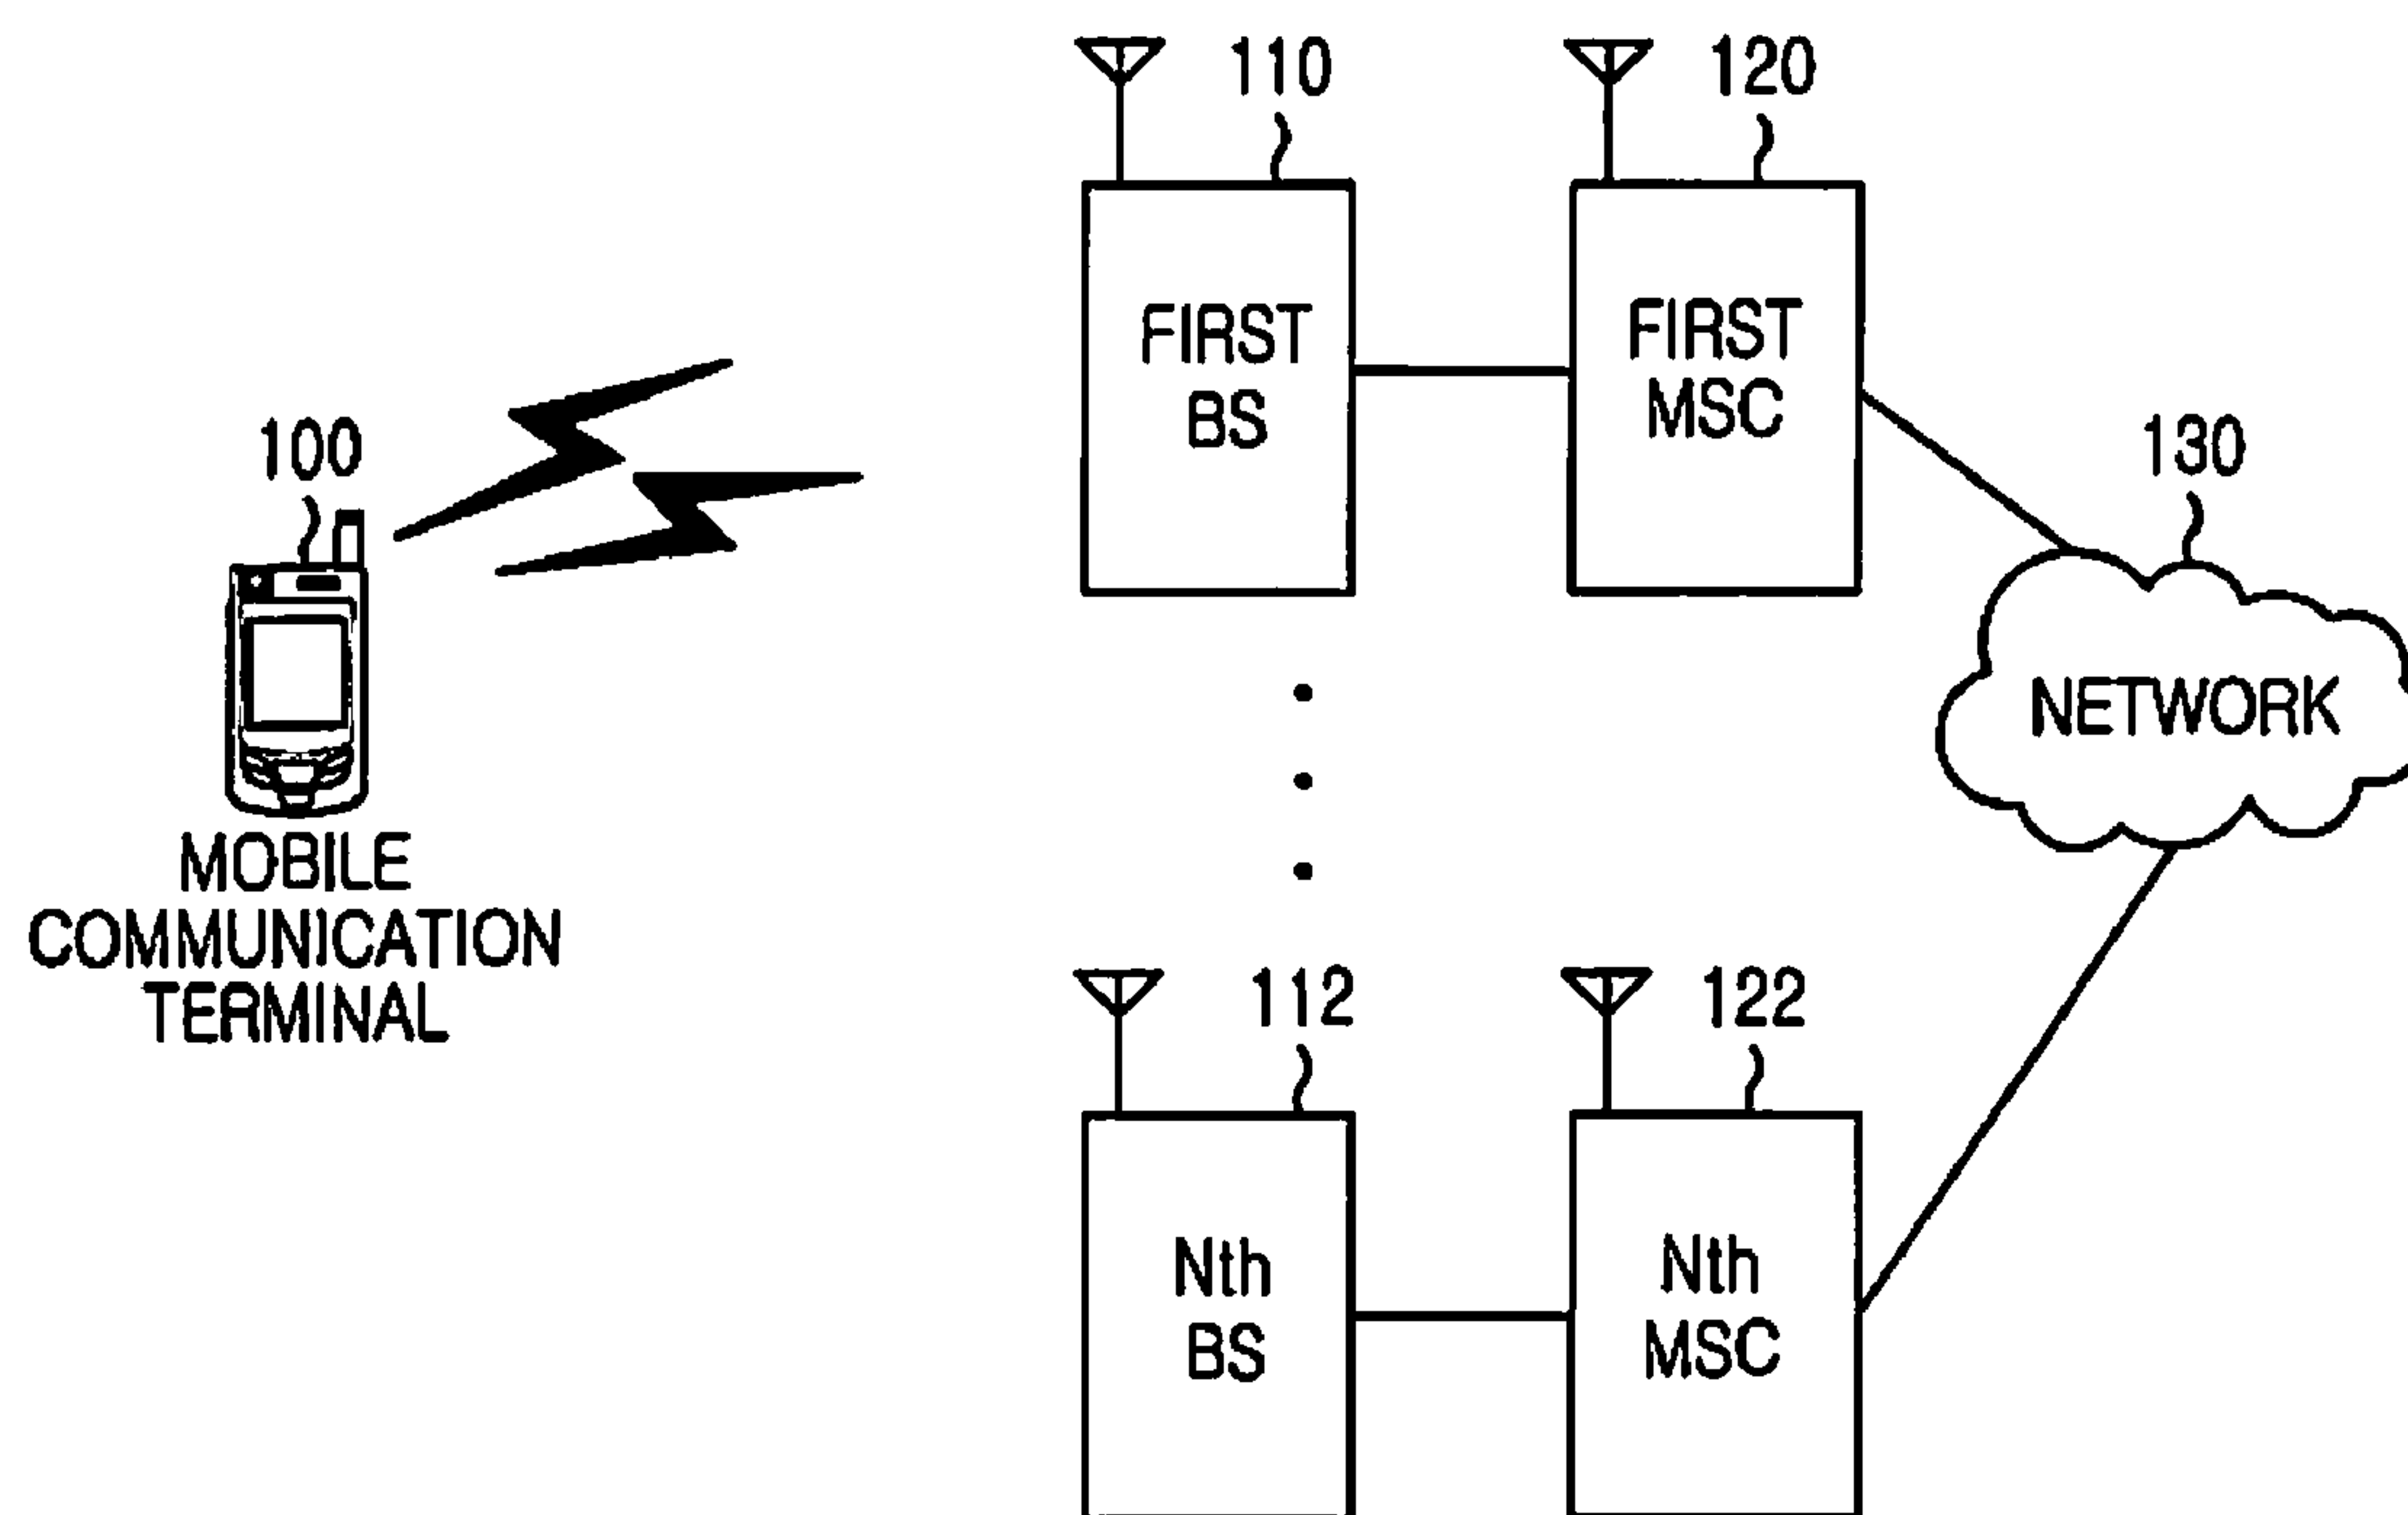 110
120
FIRST
BS
FIRST
MSC
100
130
NETWORK
MOBILE
COMMUNICATION
TERMINAL
112
122
Nth
BS
Nth
MSC